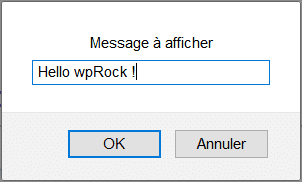 Message à afficher
Hello wpRock !
OK
Annuler